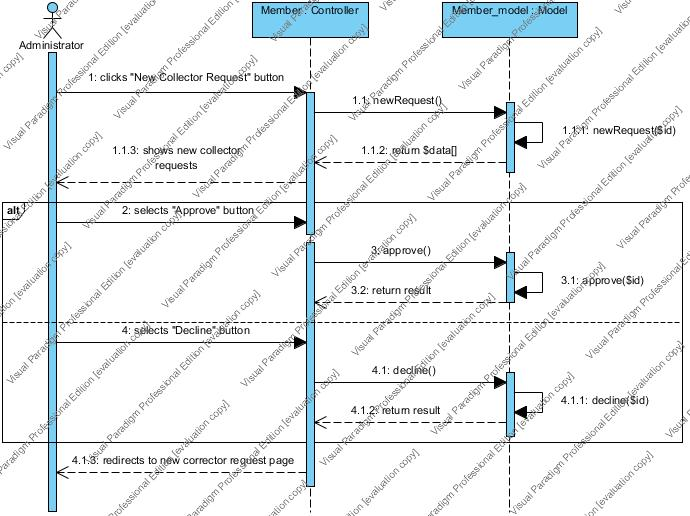 Member : Controller
Member_model : Model
Administrator
1: clicks "New Collector Request" button
1.1: newRequest()
1.1.1: newRequest($id)
1.1.2: return $data[]
1.1.3: shows new collector
requests
alt
2: selects "Approve" button
3: approve()
3.1: approve($id)
3.2: return result
4: selects "Decline" button
4.1: decline()
4.1.1: decline($id)
4.1.2: return result
4.1.3: redirects to new corrector request page
Visual Paradigm Professional Edition [evaluation copy]